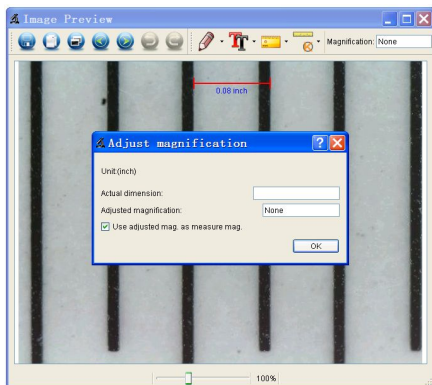 Image Preview
Magnification: None
0.08 inch
Adjust magnification
Unit:(inch)
Actual dimension:
Adjusted magnification: None
Use adjusted mag. as measure mag.
OK
100%